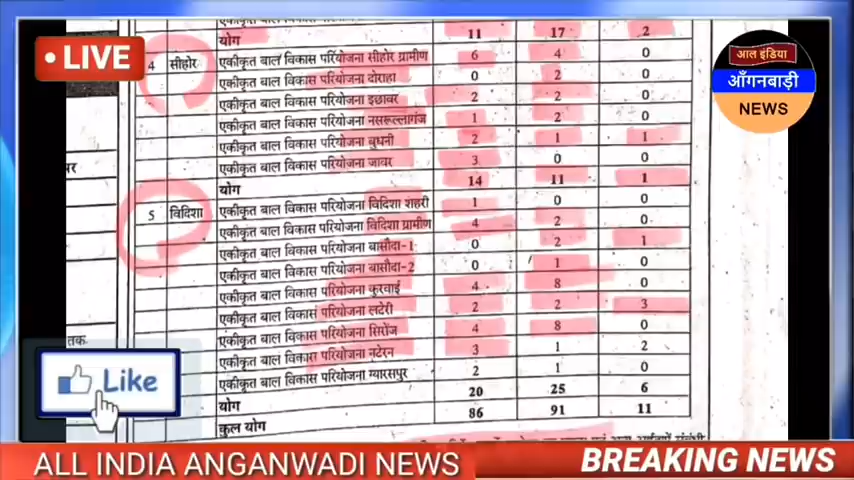 योग 11 17 2
LIVE
4 सीहोर एकीकृत बाल विकास परियोजना सीहोर ग्रामीण 6 4 0
एकीकृत बाल विकास परियोजना दोराहा 0 2 0
एकीकृत बाल विकास परियोजना इछावर 2 2 0
एकीकृत बाल विकास परियोजना नसरूल्लागंज 1 2 0
एकीकृत बाल विकास परियोजना बुधनी 2 1 1
एकीकृत बाल विकास परियोजना जावर 3 0 0
योग 14 11 1
5 विदिशा एकीकृत बाल विकास परियोजना विदिशा शहरी 1 0 0
एकीकृत बाल विकास परियोजना विदिशा ग्रामीण 4 2 0
एकीकृत बाल विकास परियोजना बासौदा-1 0 2 1
एकीकृत बाल विकास परियोजना बासौदा-2 0 1 0
एकीकृत बाल विकास परियोजना कुरवाई 4 8 0
एकीकृत बाल विकास परियोजना लटेरी 2 2 3
एकीकृत बाल विकास परियोजना सिरोंज 4 8 0
एकीकृत बाल विकास परियोजना नटेरन 3 1 2
एकीकृत बाल विकास परियोजना ग्यारसपुर 2 1 0
योग 20 25 6
कुल योग 86 91 11
आल इंडिया
आँगनबाड़ी
NEWS
तक
Like
ALL INDIA ANGANWADI NEWS
BREAKING NEWS